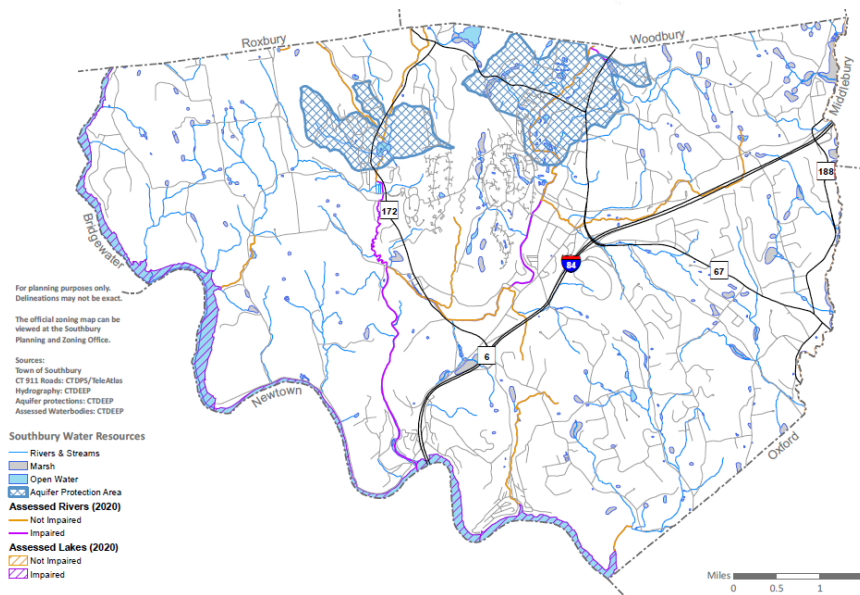 Roxbury
Woodbury
Middlebury
188
172
Bridgewater
84
67
For planning purposes only.
Delineations may not be exact.
The official zoning map can be
viewed at the Southbury
Planning and Zoning Office.
6
Sources:
Town of Southbury
CT 911 Roads: CTDPS/TeleAtlas
Hydrography: CTDEEP
Aquifer protections: CTDEEP
Assessed Waterbodies: CTDEEP
Newtown
Oxford
Southbury Water Resources
Rivers & Streams
Marsh
Open Water
Aquifer Protection Area
Assessed Rivers (2020)
Not Impaired
Impaired
Assessed Lakes (2020)
Not Impaired
Impaired
Miles
0 0.5 1